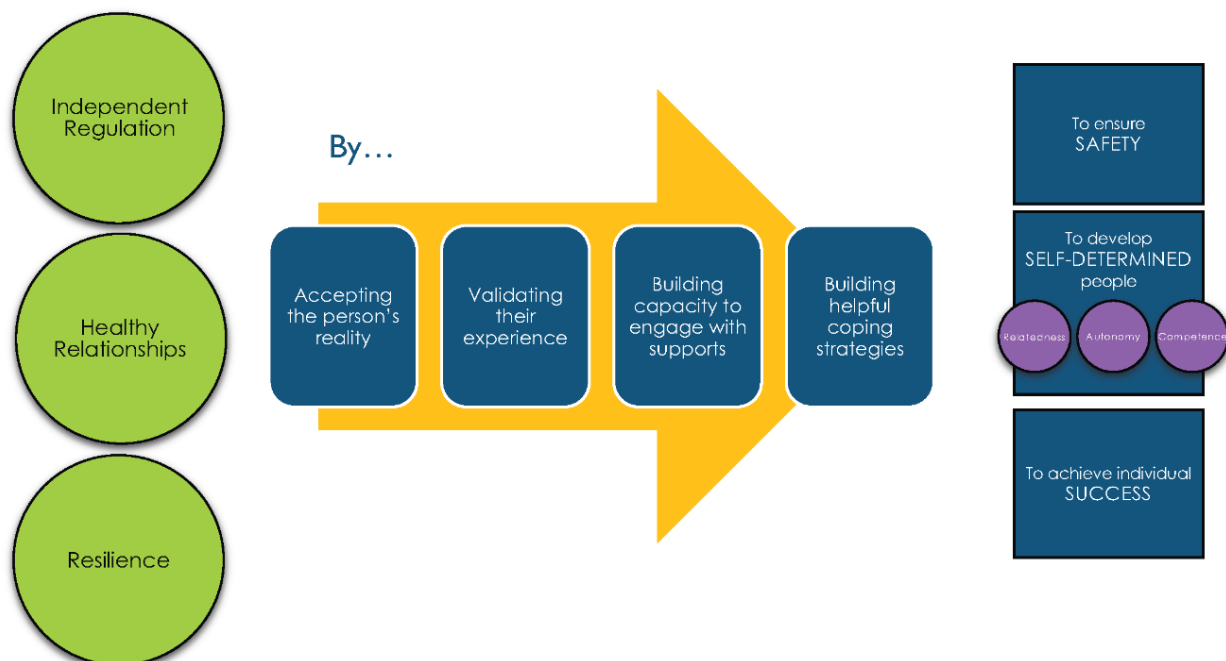 Independent
Regulation
Healthy
Relationships
Resilience
By…
Accepting
the person’s
reality
Validating
their
experience
Building
capacity to
engage with
supports
Building
helpful
coping
strategies
To ensure
SAFETY
To develop
SELF-DETERMINED
people
Relatedness
Autonomy
Competence
To achieve individual
SUCCESS